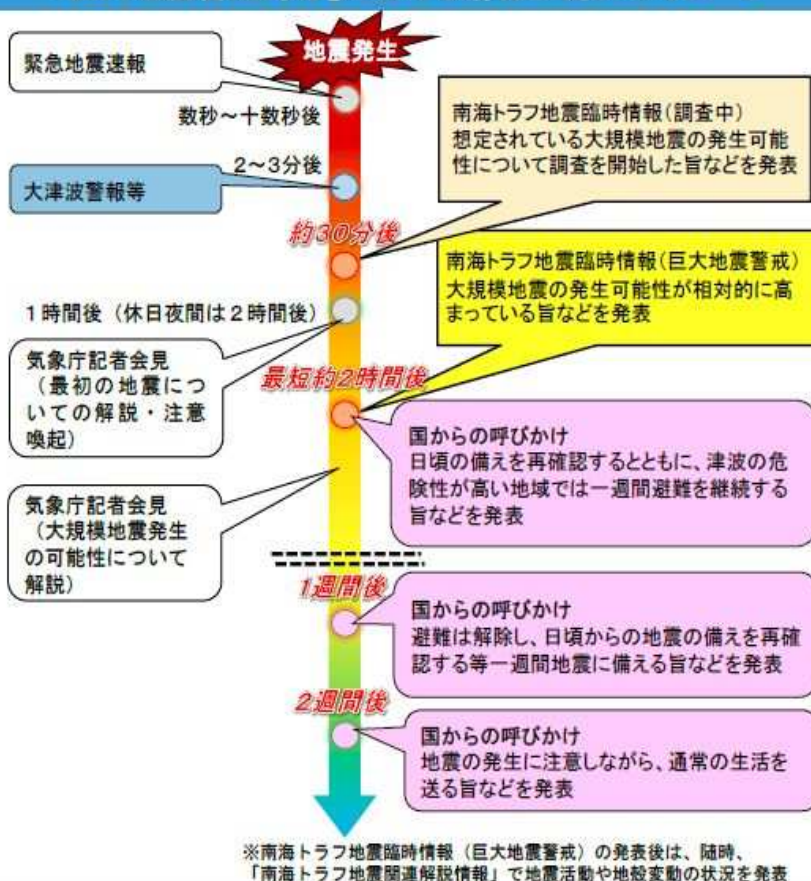 地震発生
緊急地震速報
数秒～十数秒後
南海トラフ地震臨時情報（調査中）
想定されている大規模地震の発生可能
性について調査を開始した旨などを発表
2～3分後
大津波警報等
約30分後
南海トラフ地震臨時情報（巨大地震警戒）
大規模地震の発生可能性が相対的に高
まっている旨などを発表
1時間後（休日夜間は2時間後）
気象庁記者会見
（最初の地震につ
いての解説・注意
喚起）
最短約2時間後
国からの呼びかけ
日頃の備えを再確認するとともに、津波の危
険性が高い地域では一週間避難を継続する
旨などを発表
気象庁記者会見
（大規模地震発生
の可能性について
解説）
1週間後
国からの呼びかけ
避難は解除し、日頃からの地震の備えを再確
認する等一週間地震に備える旨などを発表
2週間後
国からの呼びかけ
地震の発生に注意しながら、通常の生活を
送る旨などを発表
※南海トラフ地震臨時情報（巨大地震警戒）の発表後は、随時、
「南海トラフ地震関連解説情報」で地震活動や地殻変動の状況を発表